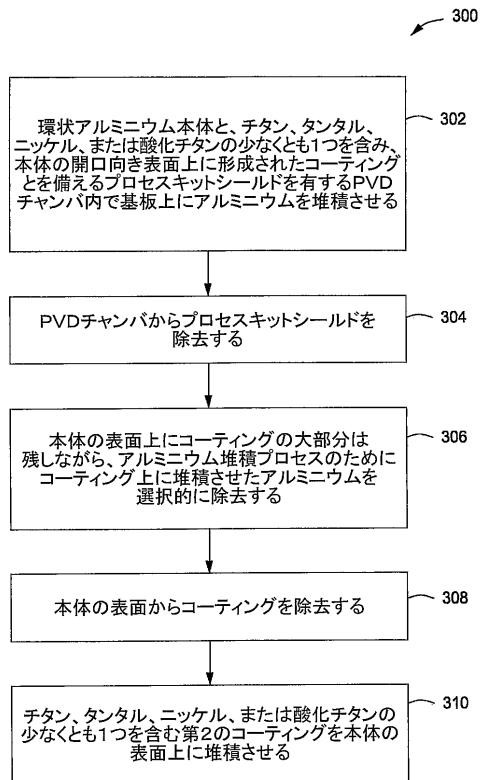 300
環状アルミニウム本体と、チタン、タンタル、
ニッケル、または酸化チタンの少なくとも1つを含み、
本体の開口向き表面上に形成されたコーティング
とを備えるプロセスキットシールドを有するPVD
チャンバ内で基板上にアルミニウムを堆積させる
302
PVDチャンバからプロセスキットシールドを
除去する
304
本体の表面上にコーティングの大部分は
残しながら、アルミニウム堆積プロセスのために
コーティング上に堆積させたアルミニウムを
選択的に除去する
306
本体の表面からコーティングを除去する
308
チタン、タンタル、ニッケル、または酸化チタンの
少なくとも1つを含む第2のコーティングを本体の
表面上に堆積させる
310